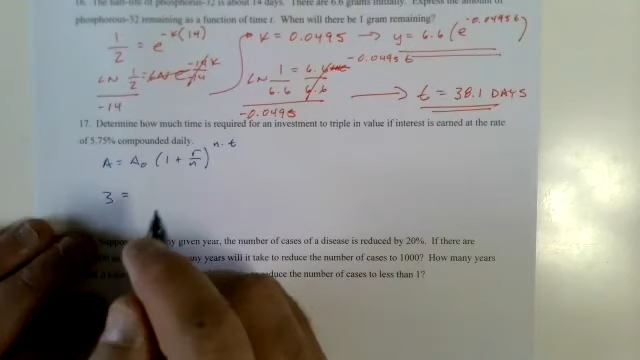 16. The half-life of phosphorus-32 is about 14 days. There are 6.6 grams initially. Express the amount of
phosphorous-32 remaining as a function of time t. When will there be 1 gram remaining?
1/2 = e^-k(14) K = 0.0495 → y = 6.6 (e^-0.0495t)
LN 1/2 = -14k LN 1/6.6 = -0.0495 t
-14 -0.0495 → t = 38.1 DAYS
17. Determine how much time is required for an investment to triple in value if interest is earned at the rate
of 5.75% compounded daily.
A = A₀ (1 + r/n)^n·t
3 =
any given year, the number of cases of a disease is reduced by 20%. If there are
many years will it take to reduce the number of cases to 1000? How many years
reduce the number of cases to less than 1?